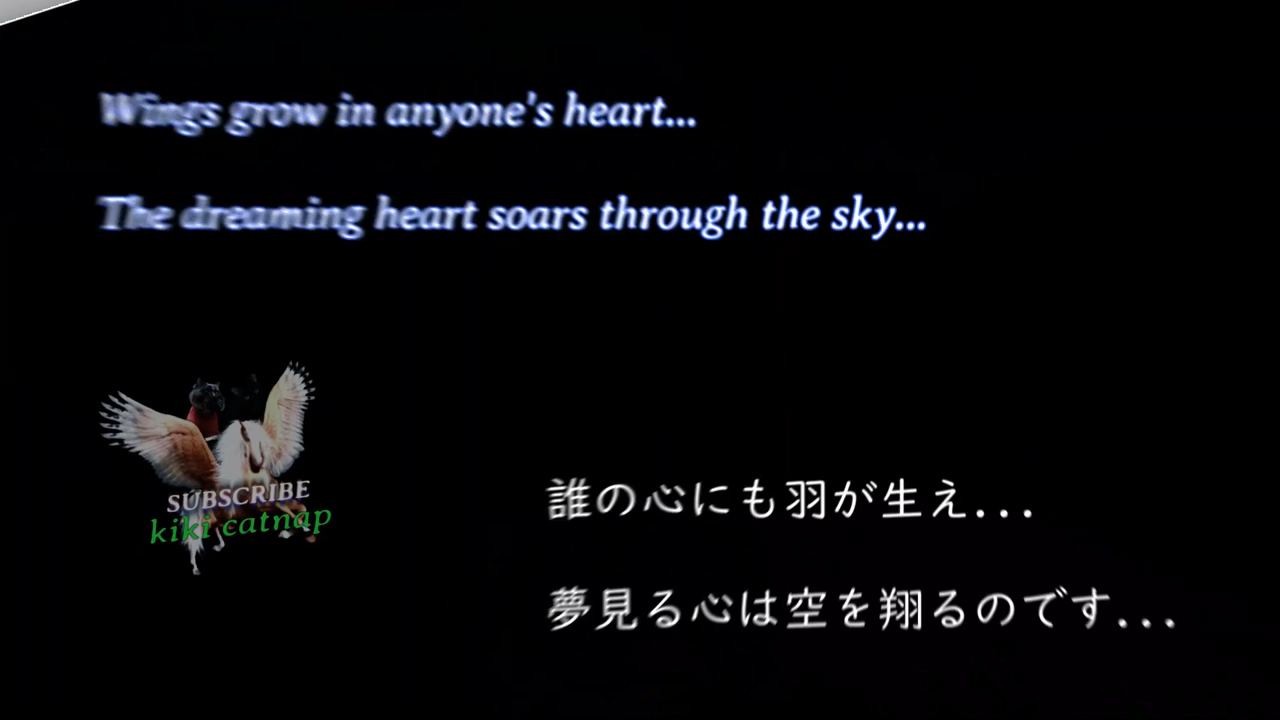 Wings grow in anyone's heart...
The dreaming heart soars through the sky...
SUBSCRIBE
kiki catnap
誰の心にも羽が生え...
夢見る心は空を翔るのです...